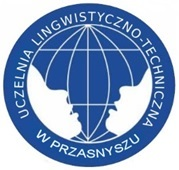 UCZELNIA LINGWISTYCZNO-TECHNICZNA
W PRZASNYSZU